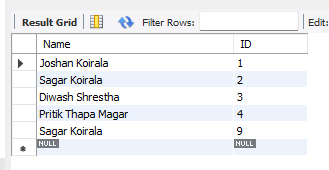 Result Grid Filter Rows: Edit:
Name ID
Joshan Koirala 1
Sagar Koirala 2
Diwash Shrestha 3
Pritik Thapa Magar 4
Sagar Koirala 9
NULL NULL